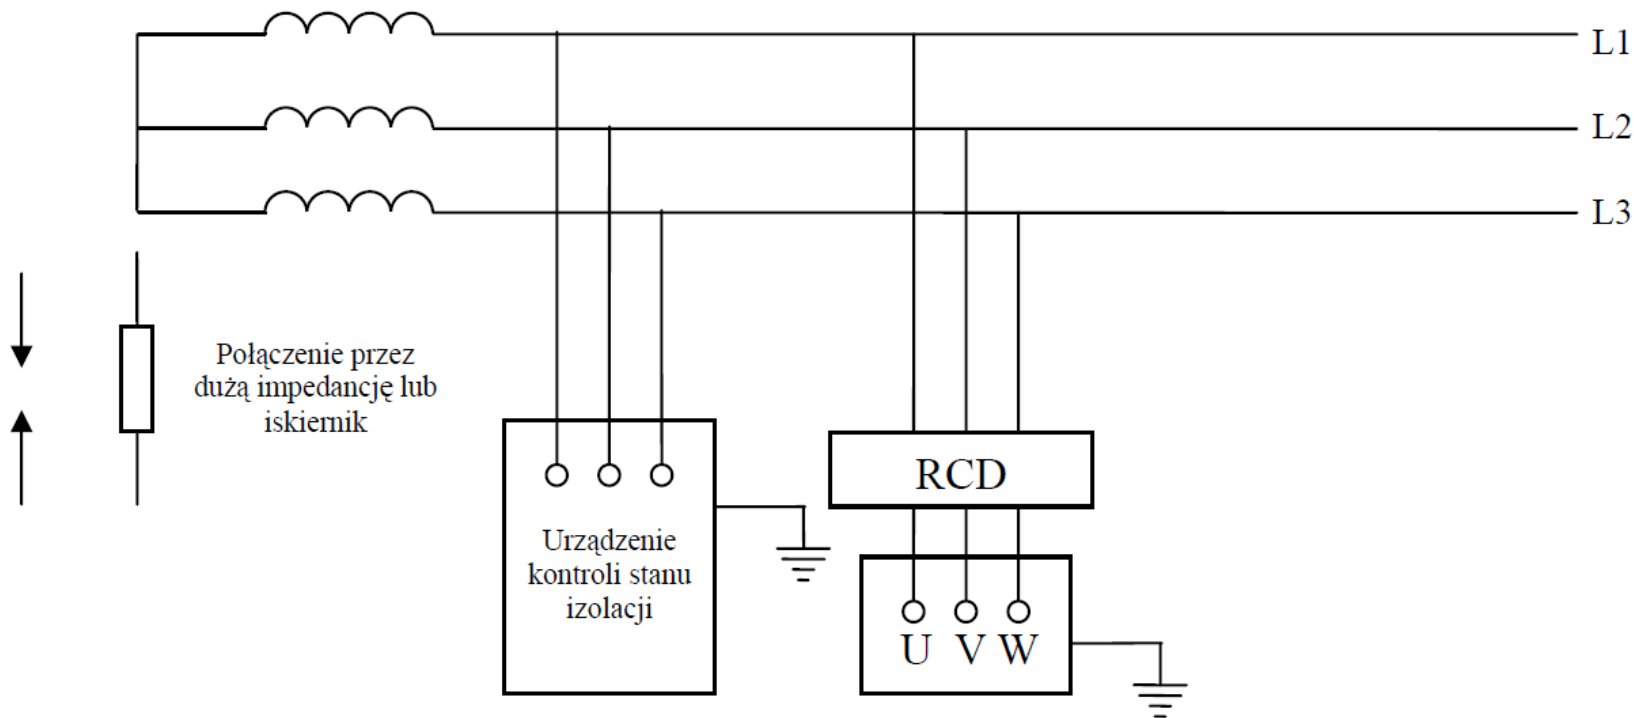 L1
L2
L3
Połączenie przez
dużą impedancję lub
iskiernik
RCD
Urządzenie
kontroli stanu
izolacji
U V W